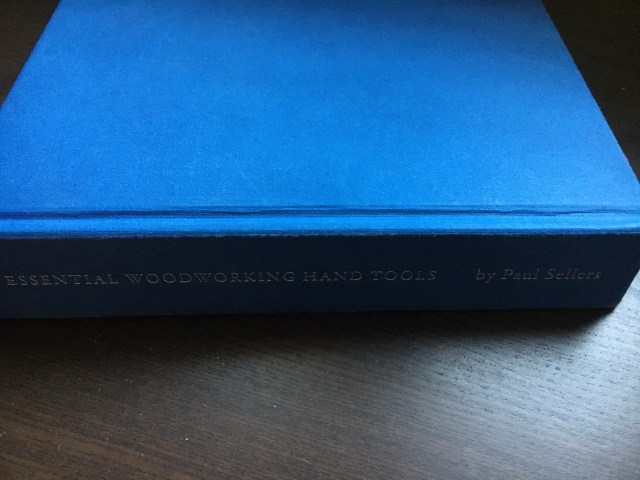 ESSENTIAL WOODWORKING HAND TOOLS by Paul Sellers